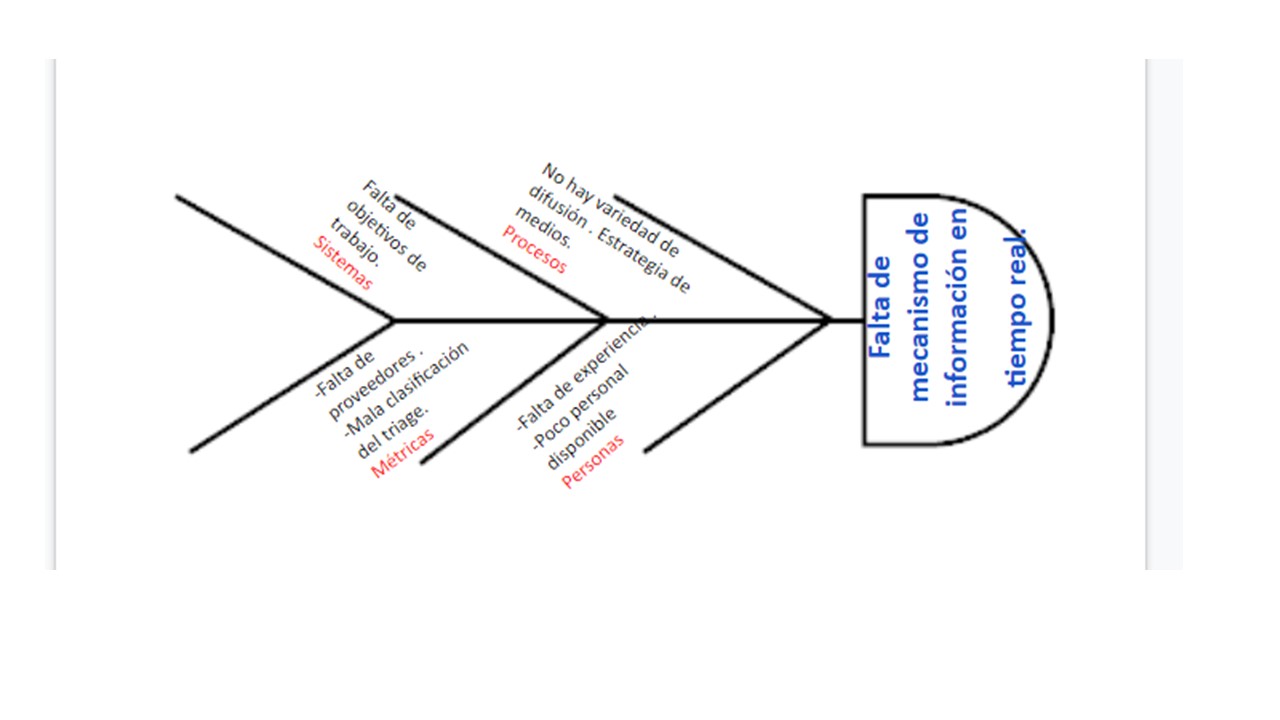 Falta de
objetivos de
trabajo.
Sistemas
No hay variedad de
difusión . Estrategia de
medios.
Procesos
-Falta de
proveedores .
-Mala clasificación
del triage.
Métricas
-Falta de experiencia .
-Poco personal
disponible
Personas
Falta de
mecanismo de
información en
tiempo real.